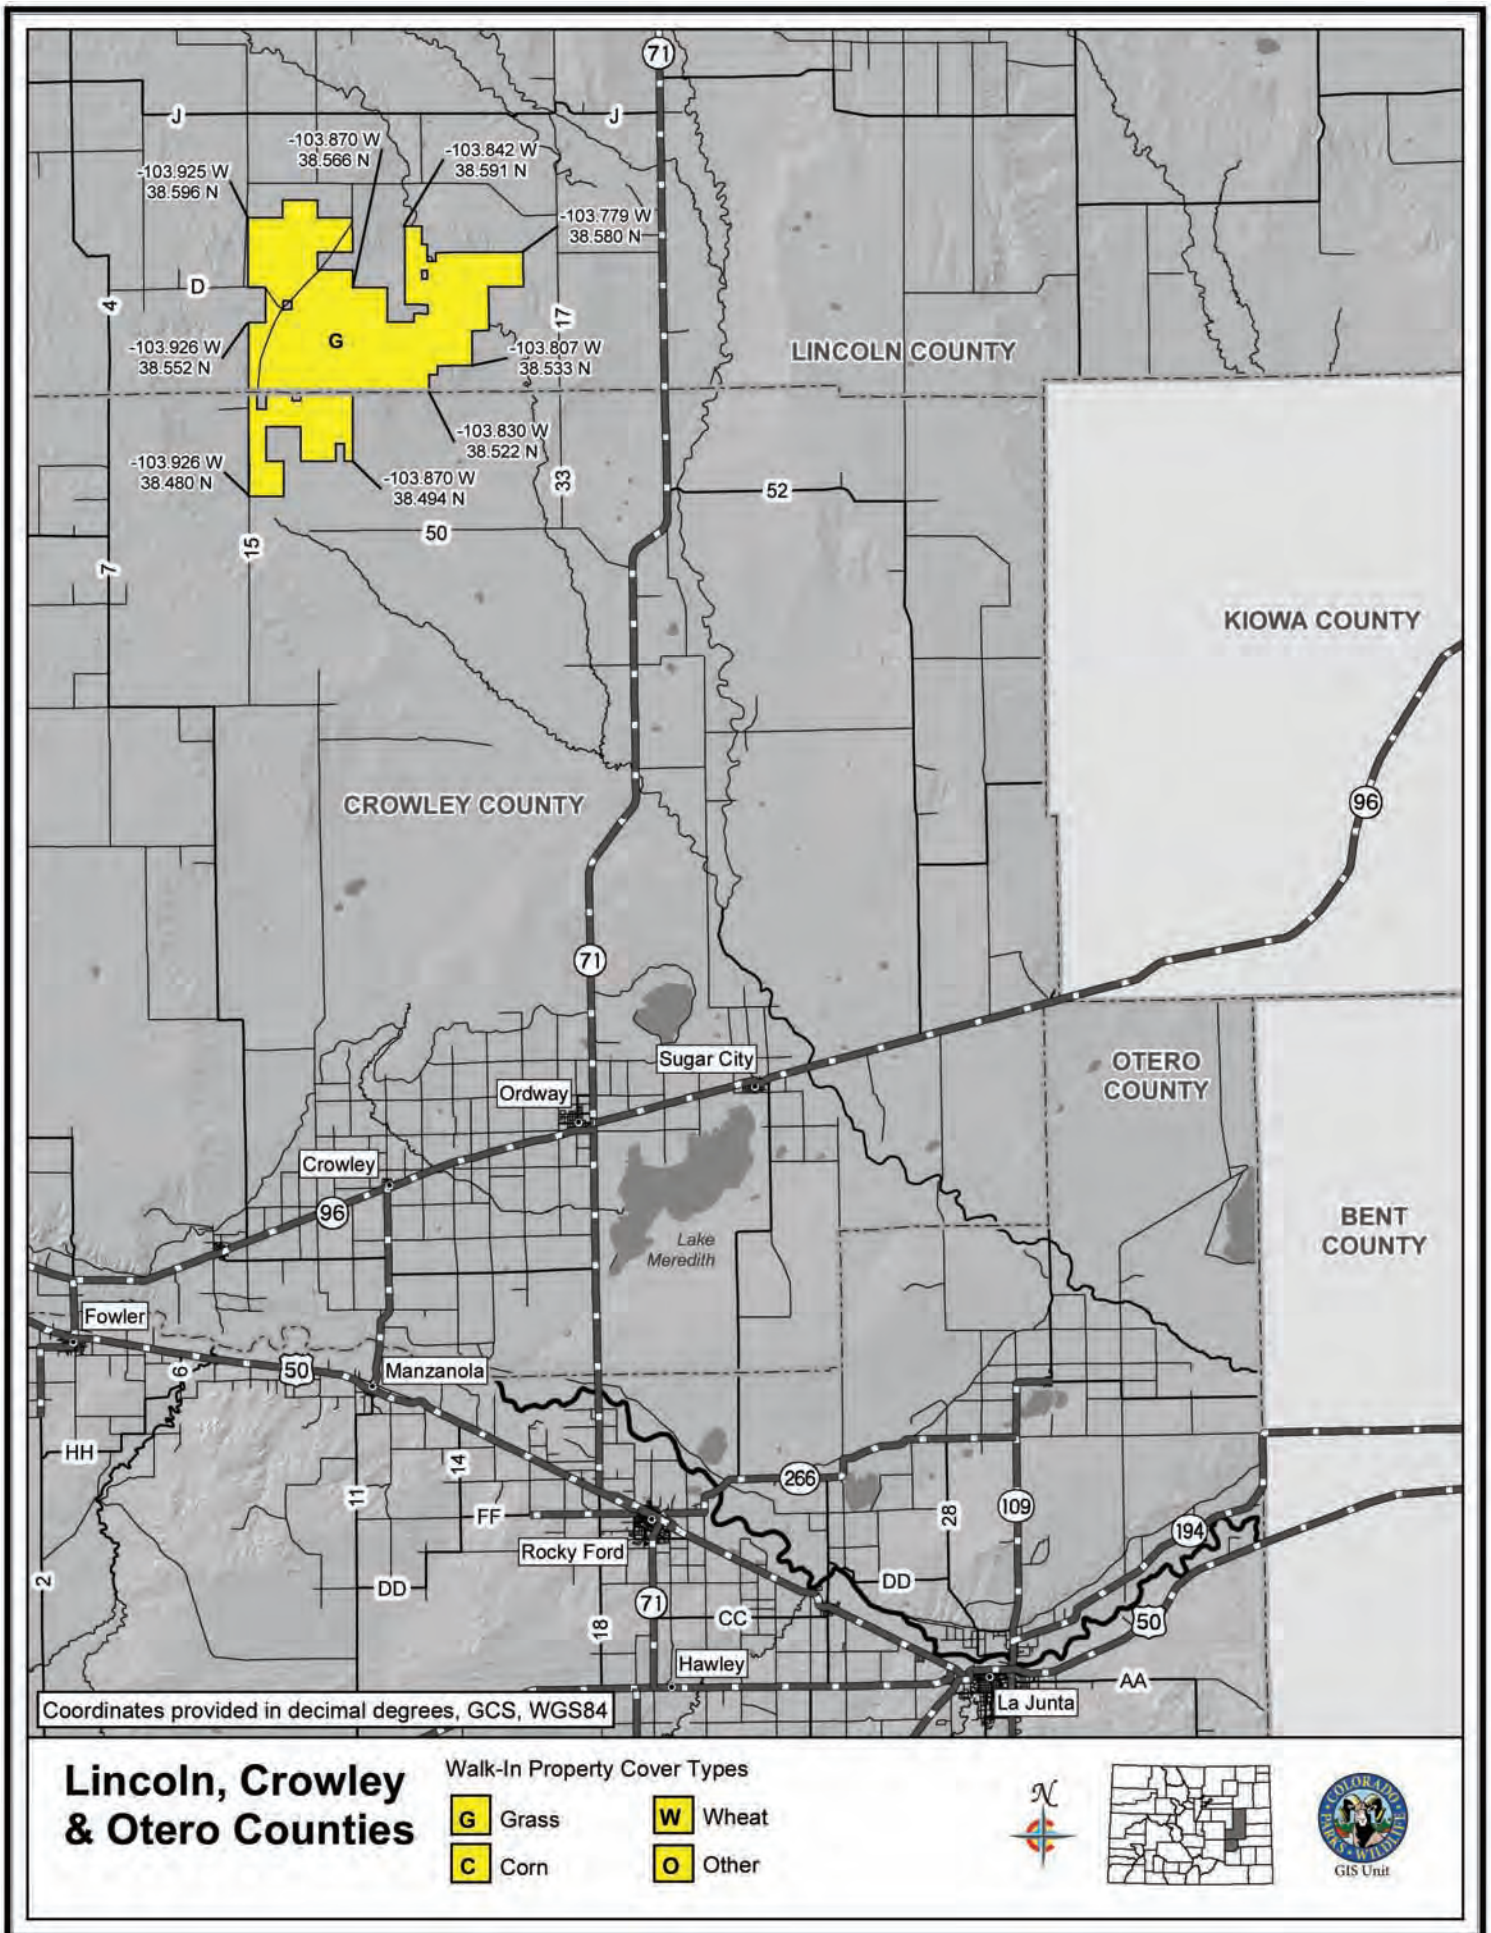 71
J
J
-103.870 W
38.566 N
-103.842 W
38.591 N
-103.925 W
38.596 N
-103.779 W
38.580 N
D
4
17
G
-103.926 W
38.552 N
-103.807 W
38.533 N
LINCOLN COUNTY
-103.830 W
38.522 N
-103.926 W
38.480 N
-103.870 W
38.494 N
33
52
50
15
7
KIOWA COUNTY
CROWLEY COUNTY
96
71
Sugar City
OTERO
COUNTY
Ordway
Crowley
96
BENT
COUNTY
Lake
Meredith
Fowler
50
6
Manzanola
HH
14
266
11
FF
28
109
194
Rocky Ford
2
DD
DD
71
CC
50
18
Hawley
AA
La Junta
Coordinates provided in decimal degrees, GCS, WGS84
Lincoln, Crowley
& Otero Counties
Walk-In Property Cover Types
G Grass
W Wheat
C Corn
O Other
N
COLORADO
PARKS • WILDLIFE
GIS Unit